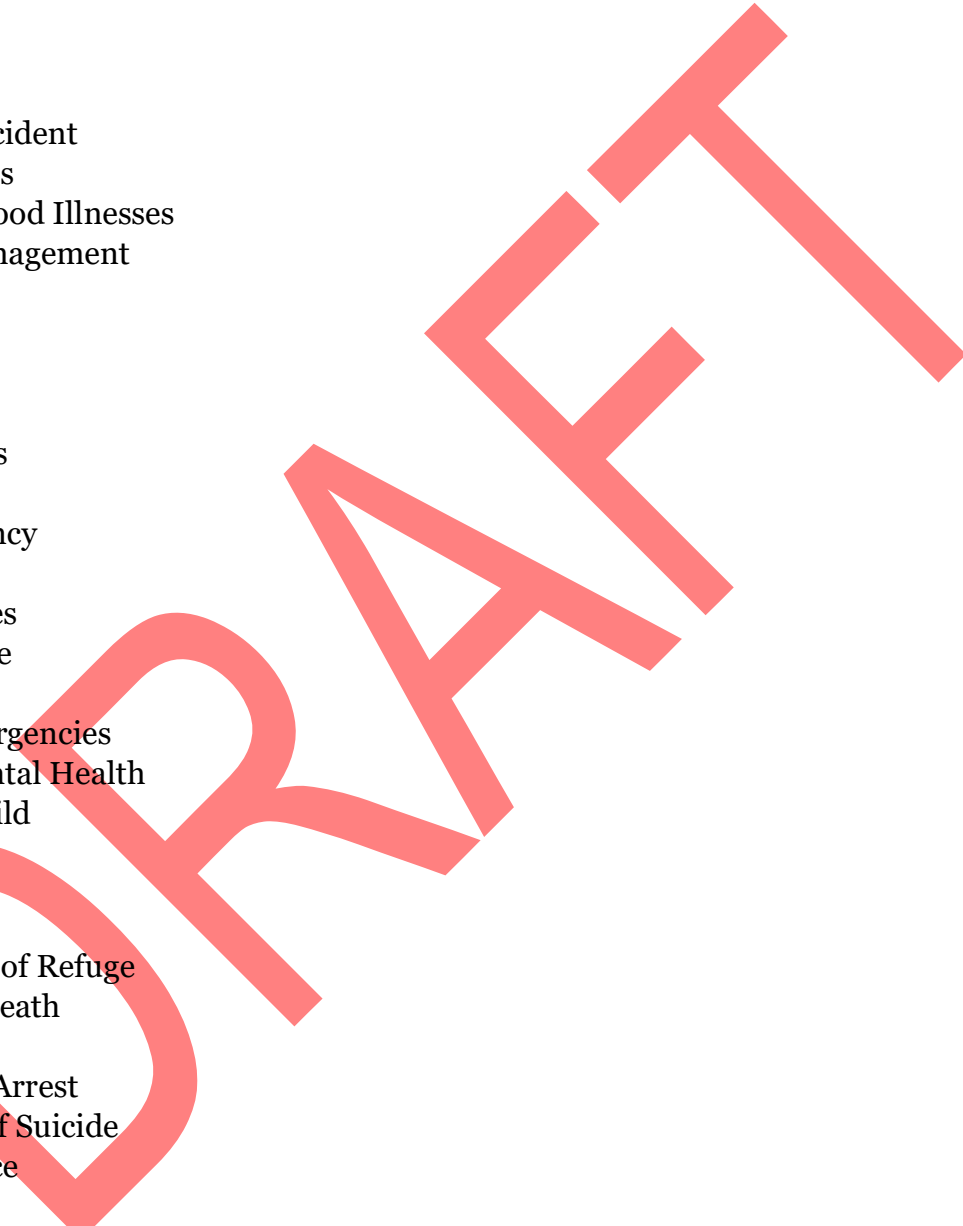 cident
s
ood Illnesses
nagement
s
ncy
es
e
rgencies
ntal Health
ild
of Refuge
eath
Arrest
f Suicide
ce
DRAFT